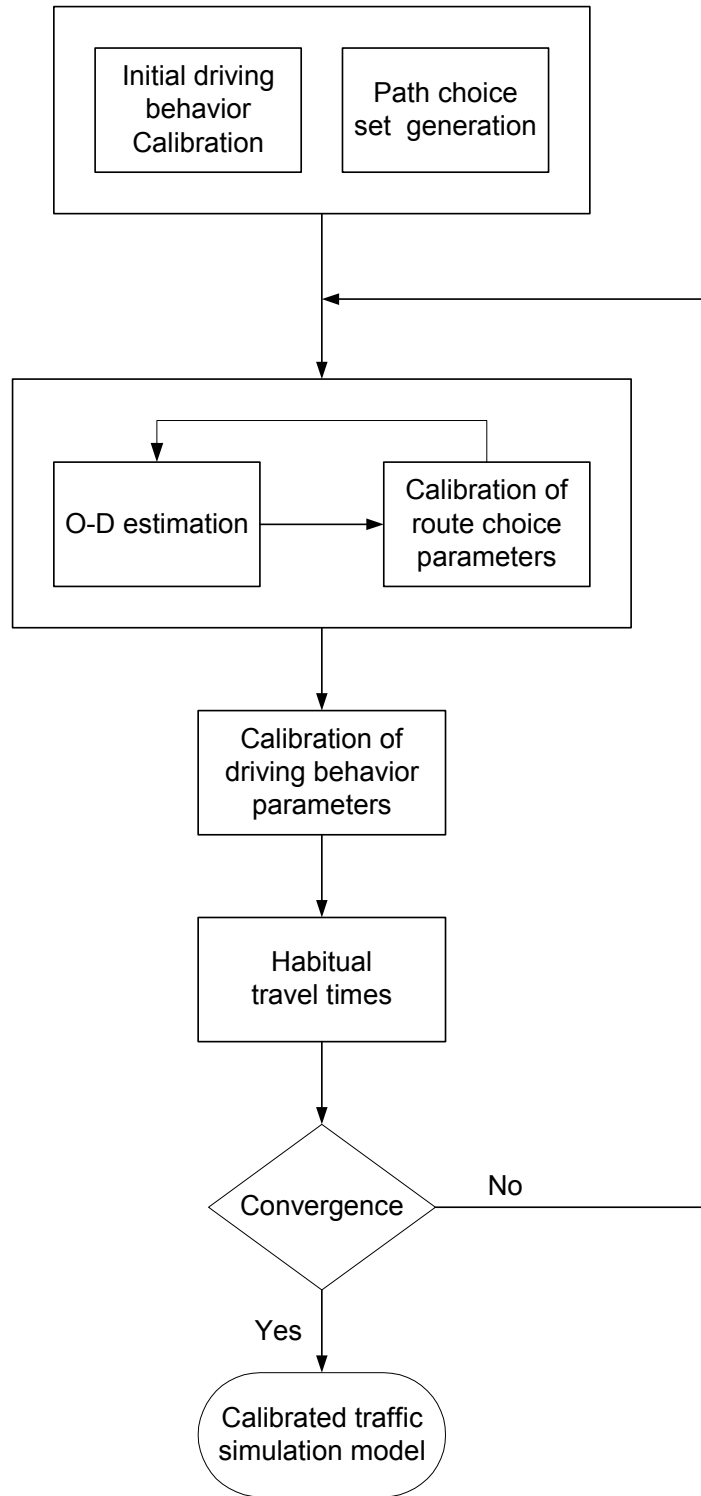 Initial driving
behavior
Calibration
Path choice
set generation
O-D estimation
Calibration of
route choice
parameters
Calibration of
driving behavior
parameters
Habitual
travel times
Convergence
No
Yes
Calibrated traffic
simulation model